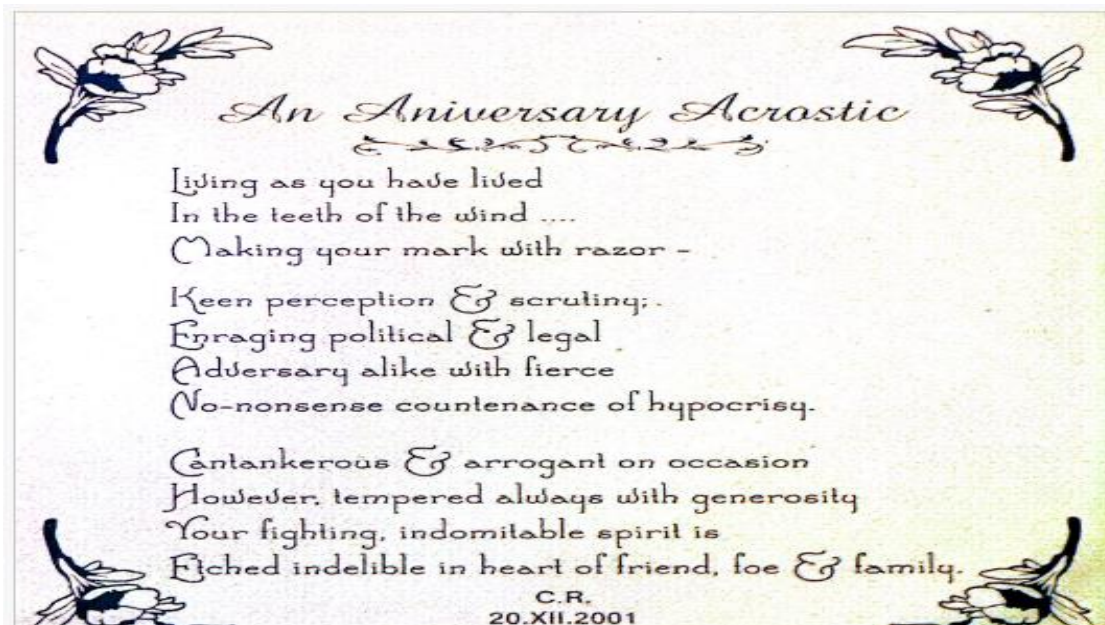 An Aniversary Acrostic
Living as you have lived
In the teeth of the wind ....
Making your mark with razor -
Keen perception & scrutiny;.
Enraging political & legal
Adversary alike with fierce
No-nonsense countenance of hypocrisy.
Cantankerous & arrogant on occasion
However, tempered always with generosity
Your fighting, indomitable spirit is
Etched indelible in heart of friend, foe & family.
C.R.
20.XII.2001